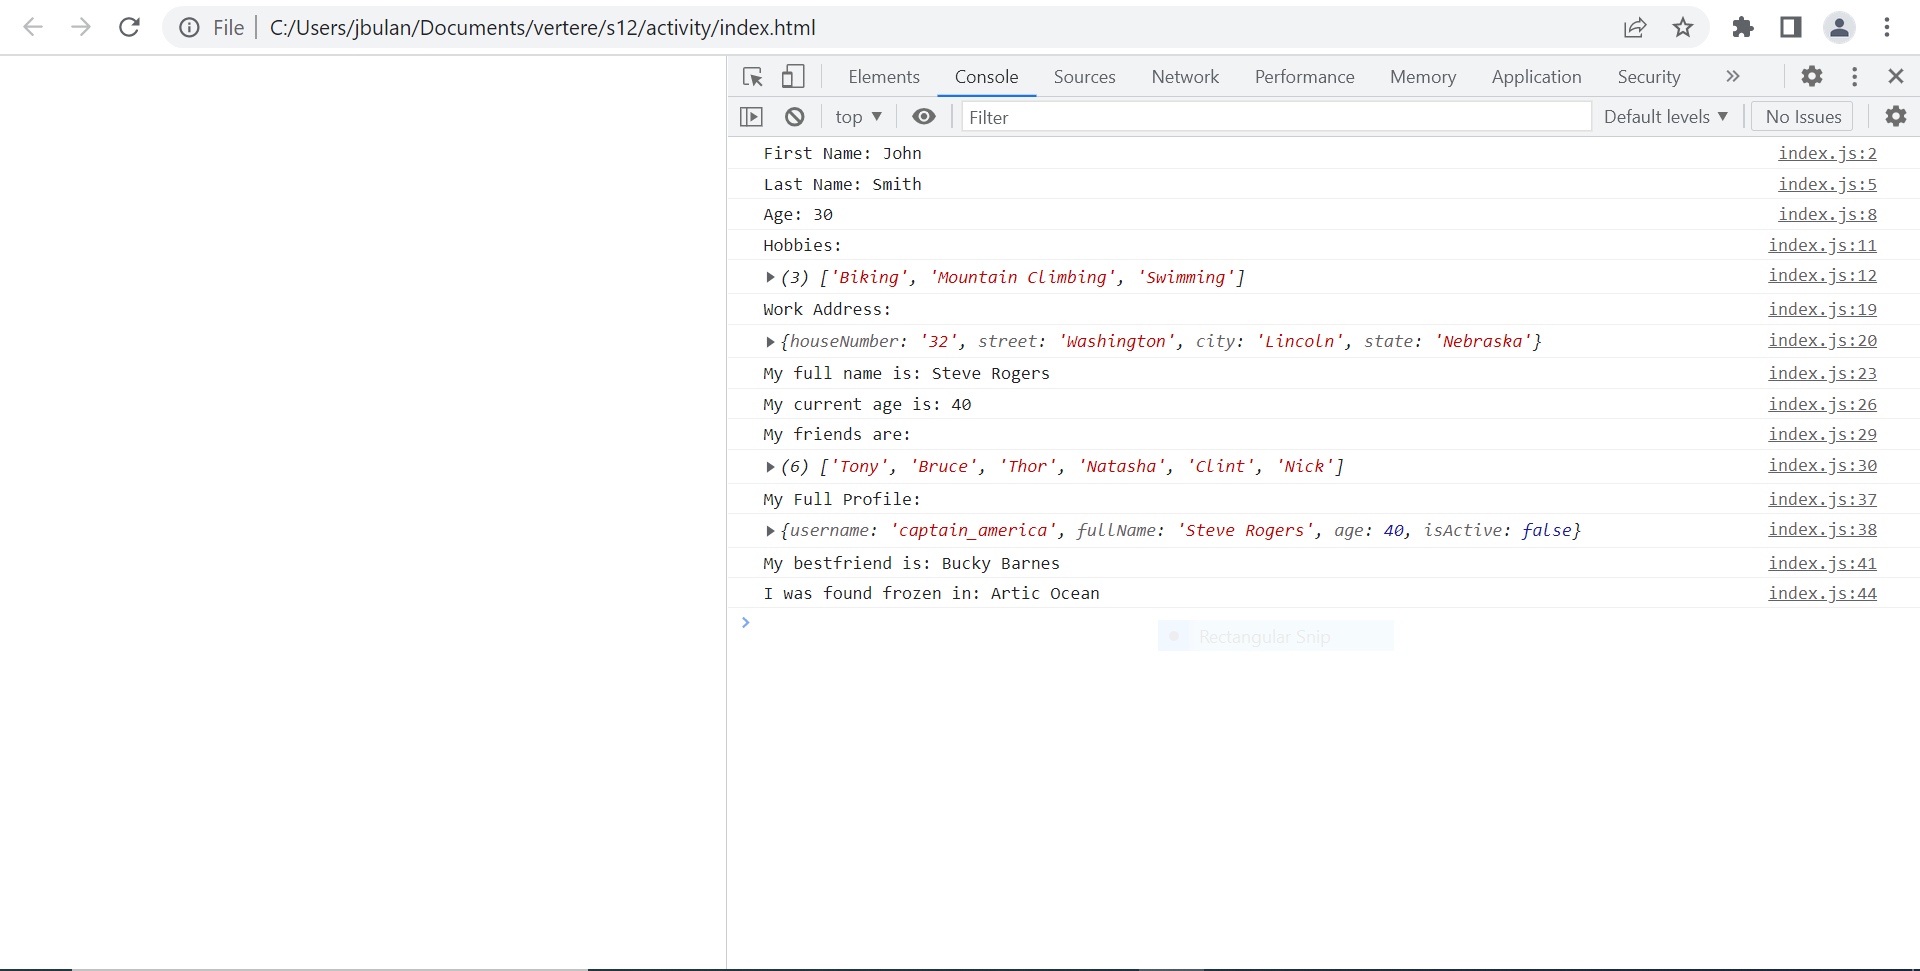 File | C:/Users/jbulan/Documents/vertere/s12/activity/index.html
Elements Console Sources Network Performance Memory Application Security »
top ▼ Filter Default levels ▼ No Issues
First Name: John index.js:2
Last Name: Smith index.js:5
Age: 30 index.js:8
Hobbies: index.js:11
(3) ['Biking', 'Mountain Climbing', 'Swimming'] index.js:12
Work Address: index.js:19
{houseNumber: '32', street: 'Washington', city: 'Lincoln', state: 'Nebraska'} index.js:20
My full name is: Steve Rogers index.js:23
My current age is: 40 index.js:26
My friends are: index.js:29
(6) ['Tony', 'Bruce', 'Thor', 'Natasha', 'Clint', 'Nick'] index.js:30
My Full Profile: index.js:37
{username: 'captain_america', fullName: 'Steve Rogers', age: 40, isActive: false} index.js:38
My bestfriend is: Bucky Barnes index.js:41
I was found frozen in: Artic Ocean index.js:44
Rectangular Snip